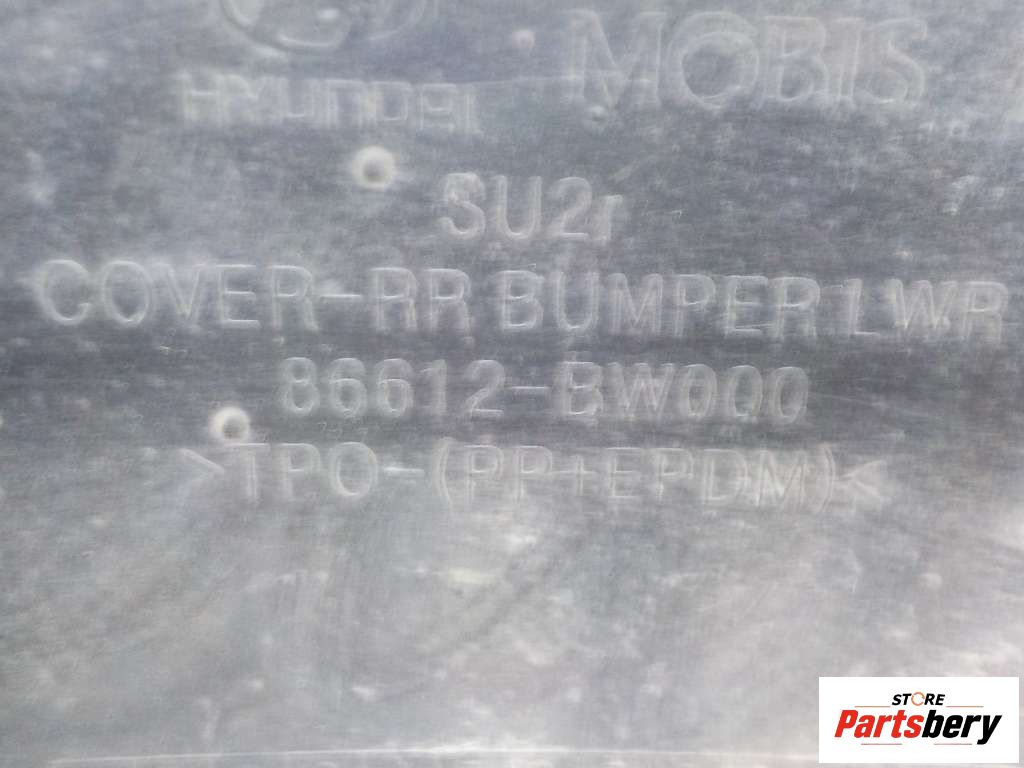 HYUNDAI MOBIS
SU2r
COVER-RR BUMPER LWR
86612-BW000
>TPO-(PP+EPDM)<
STORE
Partsbery